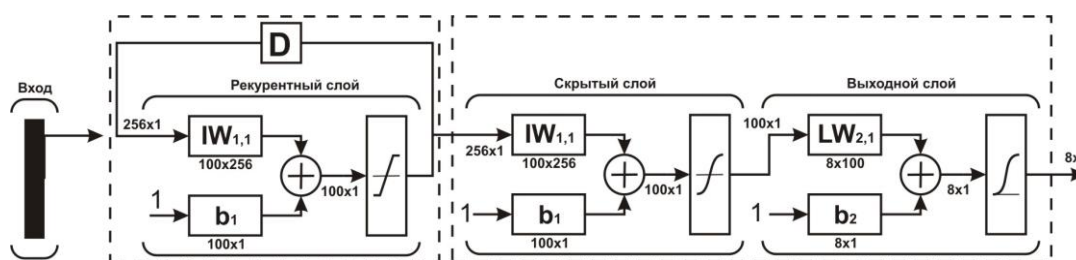 D
Вход
Рекурентный слой
Скрытый слой
Выходной слой
256x1
IW1,1
100x256
100x1
1
b1
100x1
256x1
IW1,1
100x256
100x1
1
b1
100x1
100x1
LW2,1
8x100
8x1
1
b2
8x1
8x